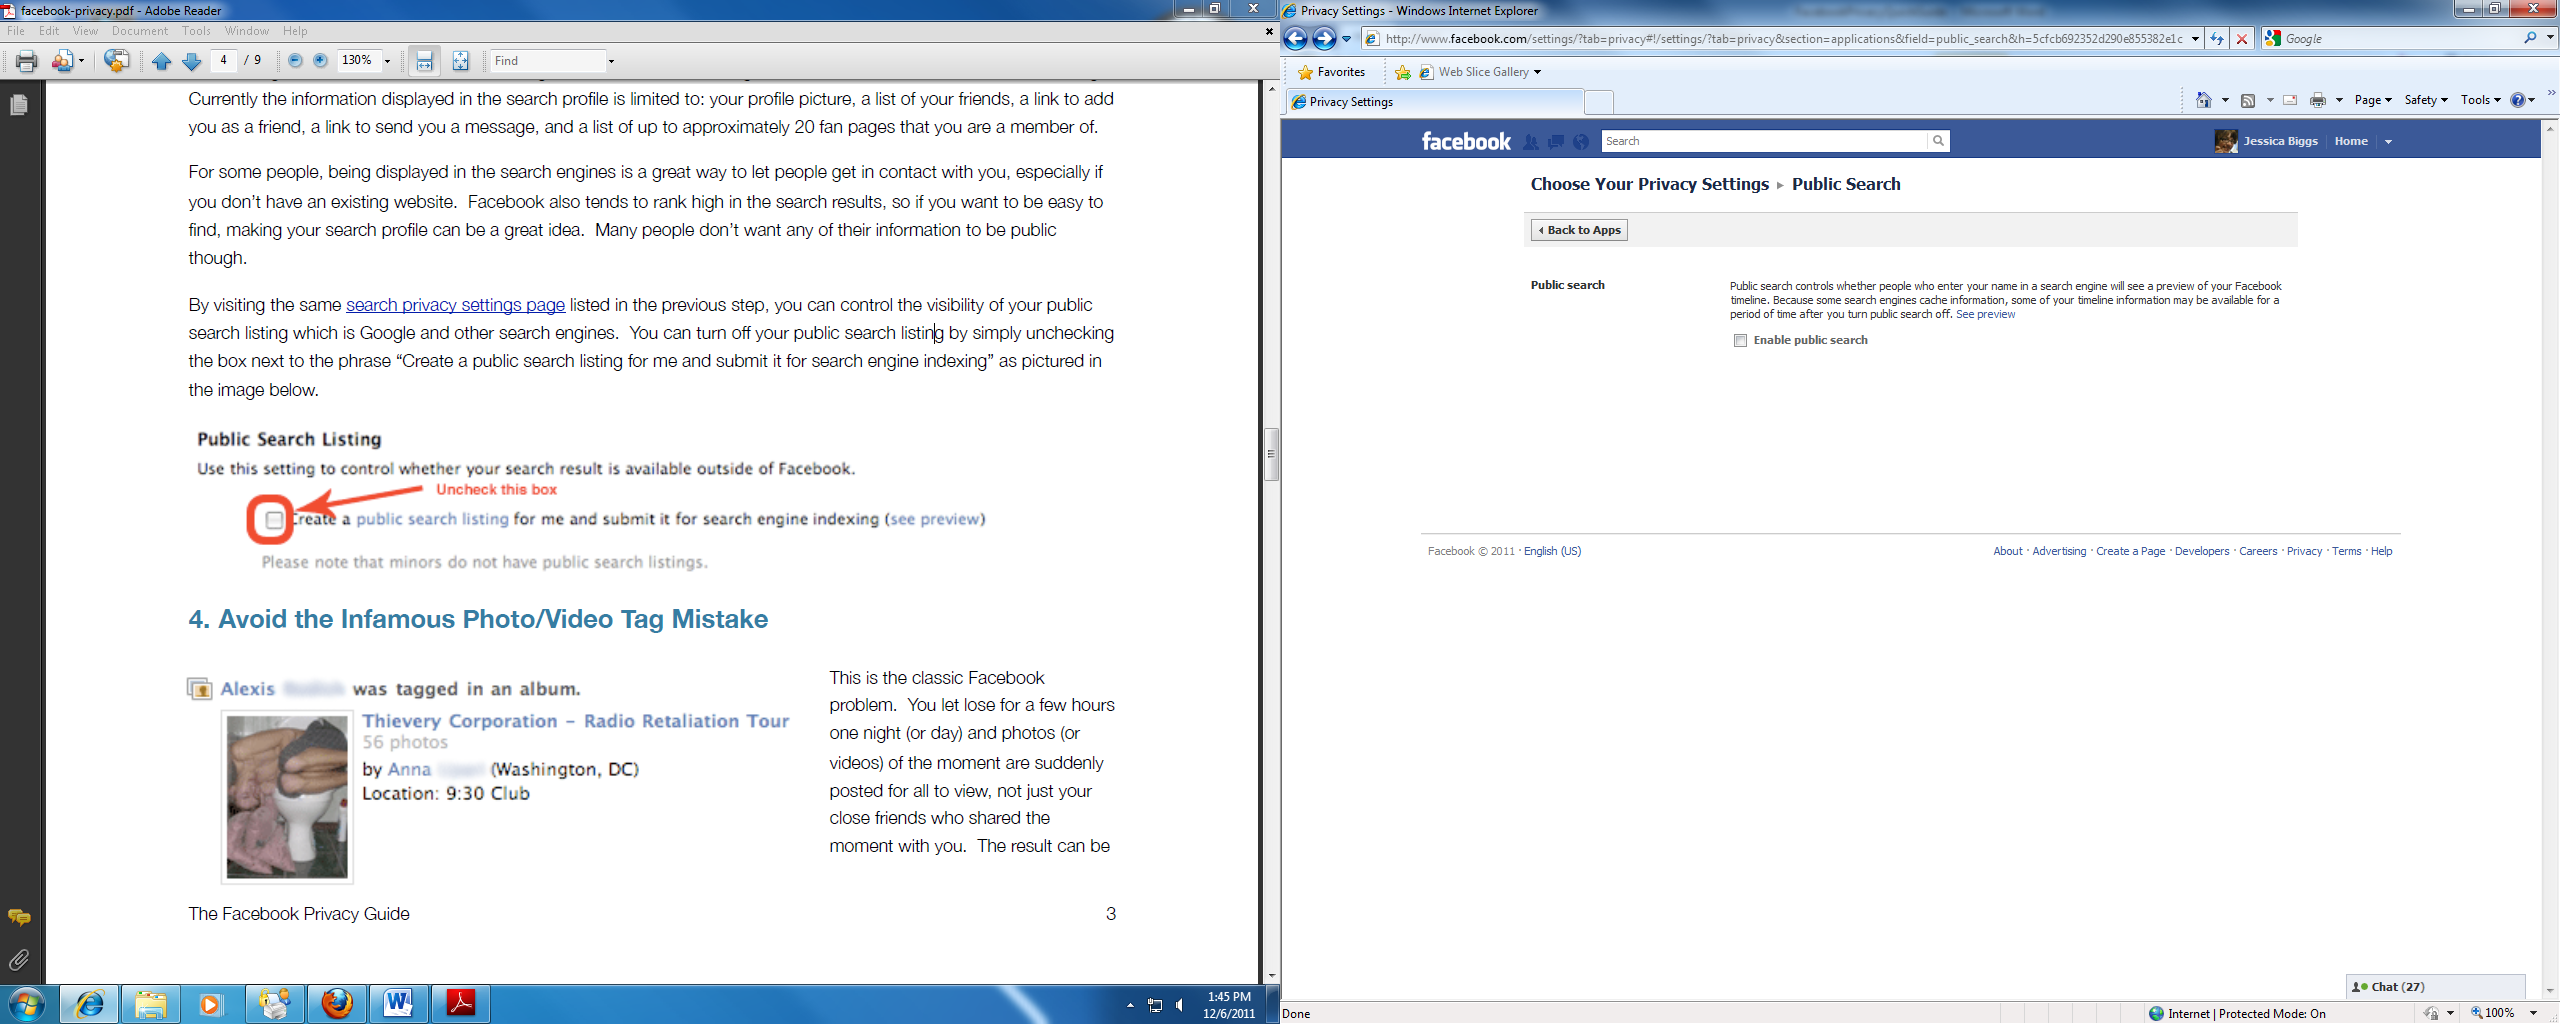 facebook-privacy.pdf - Adobe Reader
File Edit View Document Tools Window Help
4 / 9 130% Find
Currently the information displayed in the search profile is limited to: your profile picture, a list of your friends, a link to add
you as a friend, a link to send you a message, and a list of up to approximately 20 fan pages that you are a member of.
For some people, being displayed in the search engines is a great way to let people get in contact with you, especially if
you don't have an existing website. Facebook also tends to rank high in the search results, so if you want to be easy to
find, making your search profile can be a great idea. Many people don't want any of their information to be public
though.
By visiting the same search privacy settings page listed in the previous step, you can control the visibility of your public
search listing which is Google and other search engines. You can turn off your public search listing by simply unchecking
the box next to the phrase “Create a public search listing for me and submit it for search engine indexing” as pictured in
the image below.
Public Search Listing
Use this setting to control whether your search result is available outside of Facebook.
Uncheck this box
Create a public search listing for me and submit it for search engine indexing (see preview)
Please note that minors do not have public search listings.
4. Avoid the Infamous Photo/Video Tag Mistake
Alexis was tagged in an album.
Thievery Corporation – Radio Retaliation Tour
56 photos
by Anna (Washington, DC)
Location: 9:30 Club
This is the classic Facebook
problem. You let lose for a few hours
one night (or day) and photos (or
videos) of the moment are suddenly
posted for all to view, not just your
close friends who shared the
moment with you. The result can be
The Facebook Privacy Guide 3
1:45 PM
12/6/2011
Privacy Settings - Windows Internet Explorer
http://www.facebook.com/settings/?tab=privacy#!/settings/?tab=privacy&section=applications&field=public_search&h=5cfcb692352d290e855382e1c
Google
Favorites Web Slice Gallery
Privacy Settings
Page Safety Tools
facebook Search Jessica Biggs Home
Choose Your Privacy Settings ▸ Public Search
Back to Apps
Public search
Public search controls whether people who enter your name in a search engine will see a preview of your Facebook
timeline. Because some search engines cache information, some of your timeline information may be available for a
period of time after you turn public search off. See preview
Enable public search
Facebook © 2011 · English (US)
About · Advertising · Create a Page · Developers · Careers · Privacy · Terms · Help
Chat (27)
Done
Internet | Protected Mode: On
100%